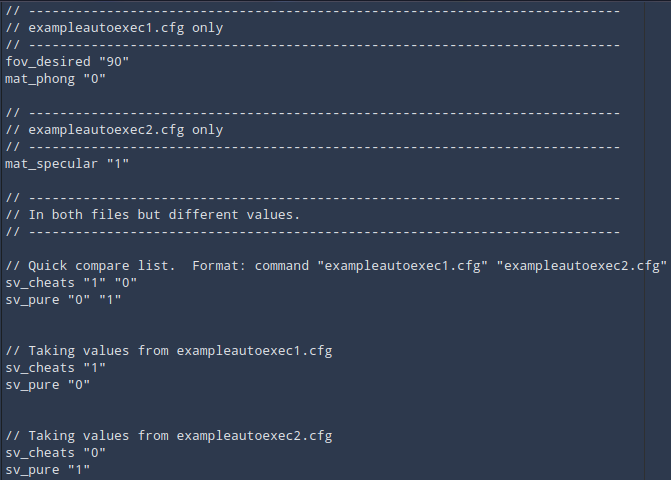 // ---------------------------------------------------------------------------
// exampleautoexec1.cfg only
// ---------------------------------------------------------------------------
fov_desired "90"
mat_phong "0"
// ---------------------------------------------------------------------------
// exampleautoexec2.cfg only
// ---------------------------------------------------------------------------
mat_specular "1"
// ---------------------------------------------------------------------------
// In both files but different values.
// ---------------------------------------------------------------------------
// Quick compare list.  Format: command "exampleautoexec1.cfg" "exampleautoexec2.cfg"
sv_cheats "1" "0"
sv_pure "0" "1"
// Taking values from exampleautoexec1.cfg
sv_cheats "1"
sv_pure "0"
// Taking values from exampleautoexec2.cfg
sv_cheats "0"
sv_pure "1"